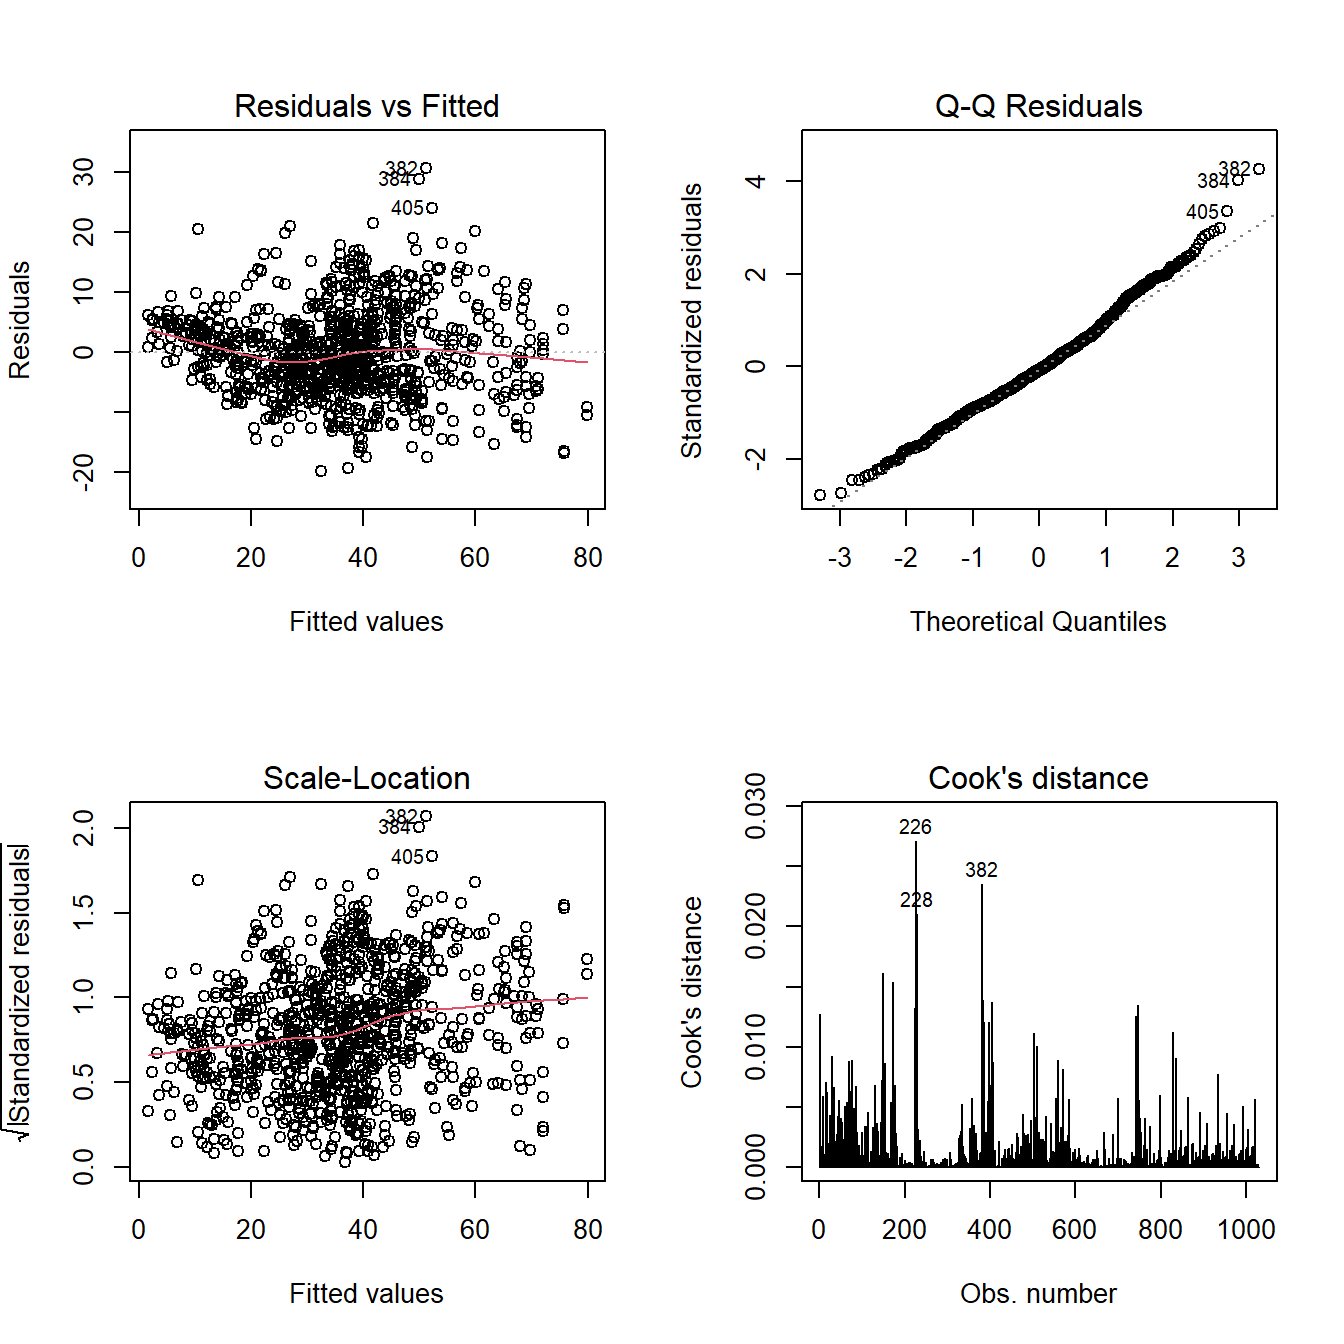 Residuals vs Fitted
Residuals
30
20
10
0
-20
382
384
405
0 20 40 60 80
Fitted values
Q-Q Residuals
Standardized residuals
4
2
0
-2
382
384
405
-3 -2 -1 0 1 2 3
Theoretical Quantiles
Scale-Location
√|Standardized residuals|
2.0
1.5
1.0
0.5
0.0
382
384
405
0 20 40 60 80
Fitted values
Cook's distance
Cook's distance
0.030
0.020
0.010
0.000
226
382
228
0 200 400 600 800 1000
Obs. number